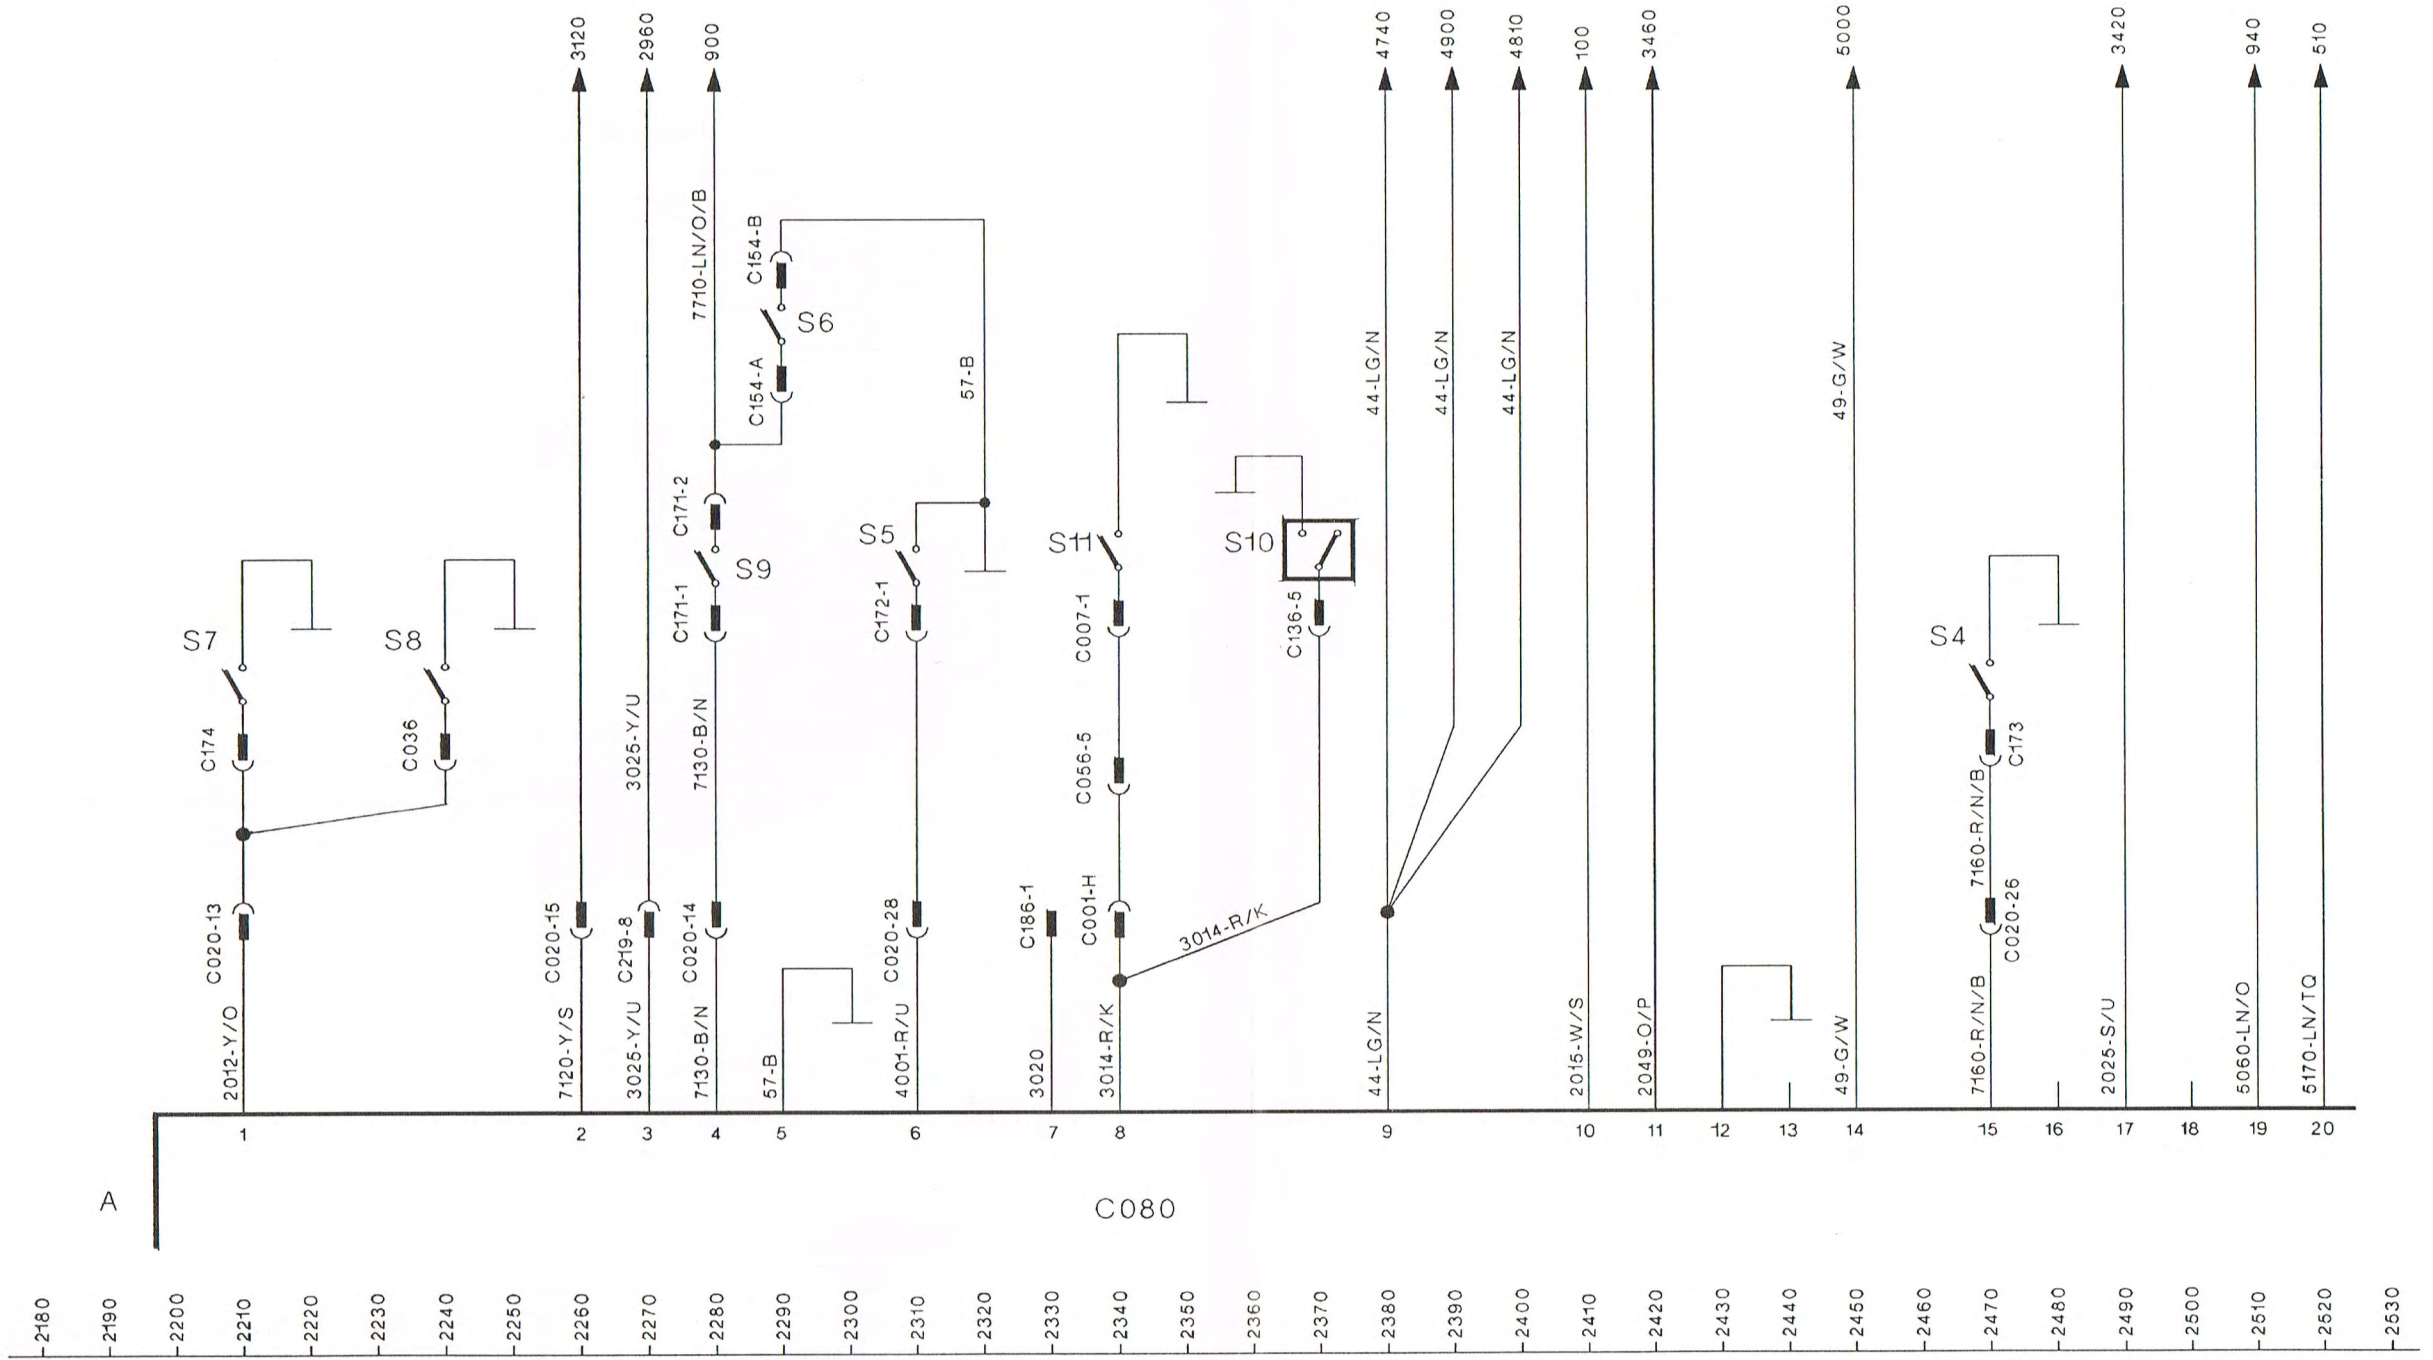 3120
2960
900
4740
4900
4810
100
3460
5000
3420
940
510
7710-LN/O/B
C154-B
S6
C154-A
57-B
44-LG/N
44-LG/N
44-LG/N
49-G/W
C171-2
S9
C171-1
S5
C172-1
S11
C007-1
S10
C136-5
S7
S8
S4
C174
C036
3025-Y/U
7130-B/N
C056-5
C173
7160-R/N/B
C020-13
C020-15
C219-8
C020-14
C020-28
C186-1
C001-H
3014-R/K
C020-26
2012-Y/O
7120-Y/S
3025-Y/U
7130-B/N
57-B
4001-R/U
3020
3014-R/K
44-LG/N
2015-W/S
2049-O/P
49-G/W
7160-R/N/B
2025-S/U
5060-LN/O
5170-LN/TQ
1 2 3 4 5 6 7 8 9 10 11 12 13 14 15 16 17 18 19 20
A
C080
2180 2190 2200 2210 2220 2230 2240 2250 2260 2270 2280 2290 2300 2310 2320 2330 2340 2350 2360 2370 2380 2390 2400 2410 2420 2430 2440 2450 2460 2470 2480 2490 2500 2510 2520 2530